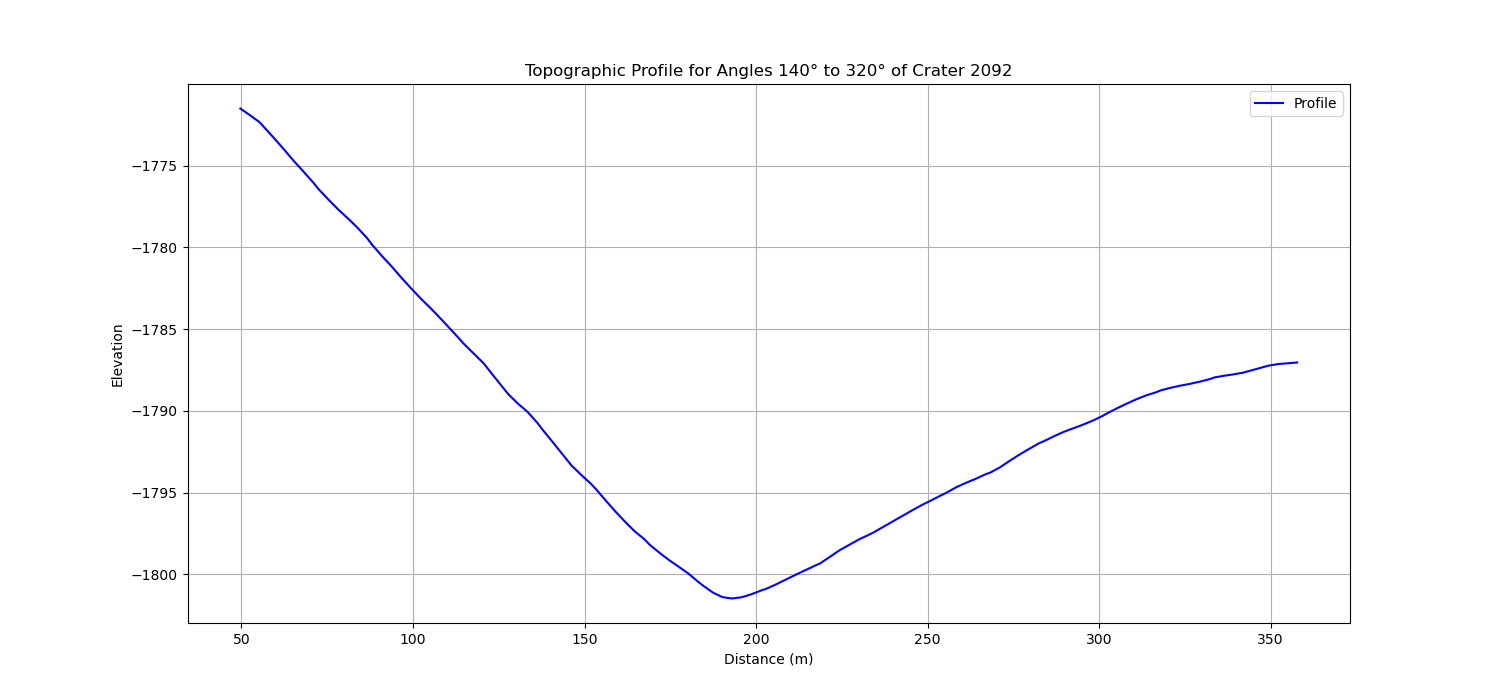 Topographic Profile for Angles 140° to 320° of Crater 2092
Profile
−1775
−1780
−1785
−1790
−1795
−1800
Elevation
50 100 150 200 250 300 350
Distance (m)